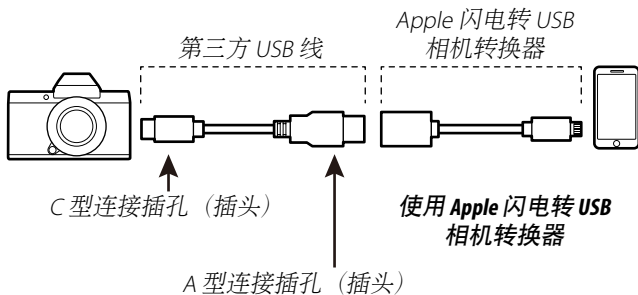 第三方 USB 线
Apple 闪电转 USB
相机转换器
C 型连接插孔（插头）
使用 Apple 闪电转 USB
相机转换器
A 型连接插孔（插头）